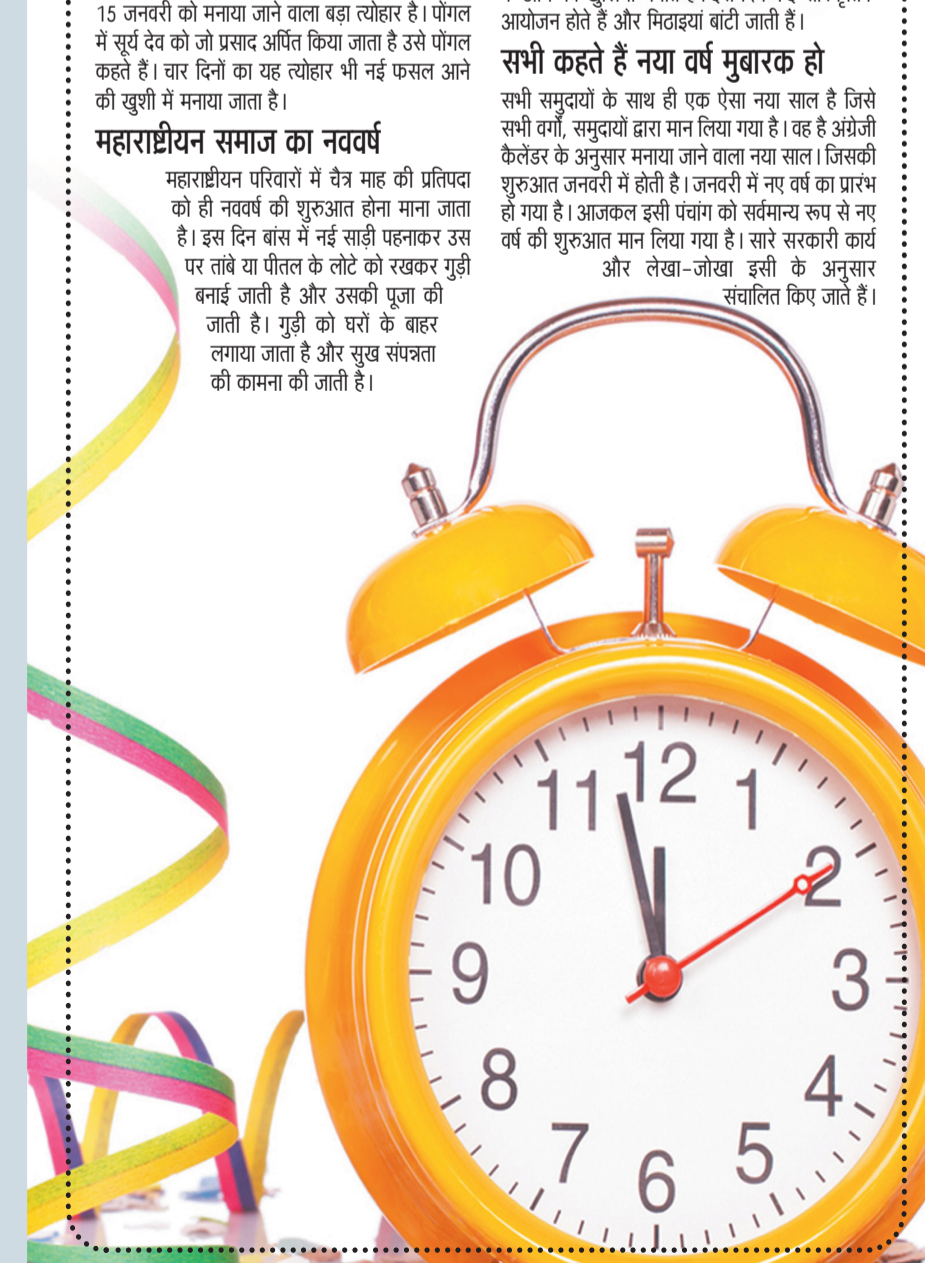 15 जनवरी को मनाया जाने वाला बड़ा त्योहार है। पोंगल
में सूर्य देव को जो प्रसाद अर्पित किया जाता है उसे पोंगल
कहते हैं। चार दिनों का यह त्योहार भी नई फसल आने
की खुशी में मनाया जाता है।
महाराष्ट्रीयन समाज का नववर्ष
महाराष्ट्रीयन परिवारों में चैत्र माह की प्रतिपदा
को ही नववर्ष की शुरुआत होना माना जाता
है। इस दिन बांस में नई साड़ी पहनाकर उस
पर तांबे या पीतल के लोटे को रखकर गुड़ी
बनाई जाती है और उसकी पूजा की
जाती है। गुड़ी को घरों के बाहर
लगाया जाता है और सुख संपन्नता
की कामना की जाती है।
आयोजन होते हैं और मिठाइयां बांटी जाती हैं।
सभी कहते हैं नया वर्ष मुबारक हो
सभी समुदायों के साथ ही एक ऐसा नया साल है जिसे
सभी वर्गों, समुदायों द्वारा मान लिया गया है। वह है अंग्रेजी
कैलेंडर के अनुसार मनाया जाने वाला नया साल। जिसकी
शुरुआत जनवरी में होती है। जनवरी में नए वर्ष का प्रारंभ
हो गया है। आजकल इसी पंचांग को सर्वमान्य रूप से नए
वर्ष की शुरुआत मान लिया गया है। सारे सरकारी कार्य
और लेखा-जोखा इसी के अनुसार
संचालित किए जाते हैं।
12
11
1
10
2
9
3
8
4
7
5
6